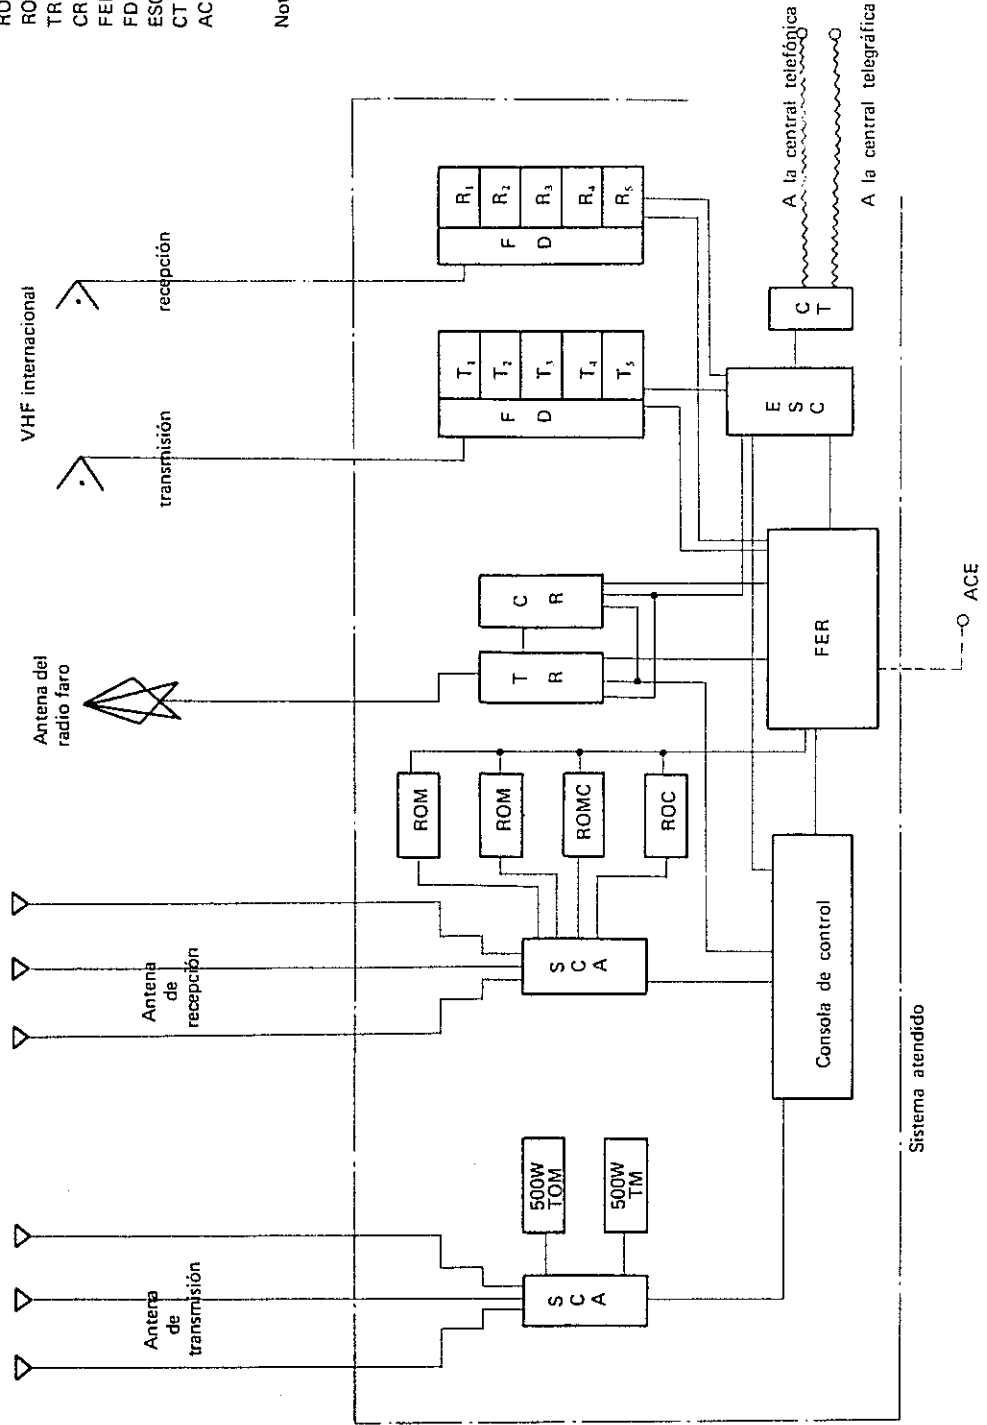 RO
RO
TR
CR
FE
FD
ESC
CT
AC
Not
VHF internacional
transmisión
recepción
Antena del
radio faro
Antena
de
recepción
Antena
de
transmisión
F D
T₁
T₂
T₃
T₄
T₅
F D
R₁
R₂
R₃
R₄
R₅
T R
C R
ROM
ROM
ROMC
ROC
S C A
S C A
500W
TOM
500W
TM
E S C
C T
A la central telefónica
A la central telegráfica
FER
ACE
Consola de control
Sistema atendido